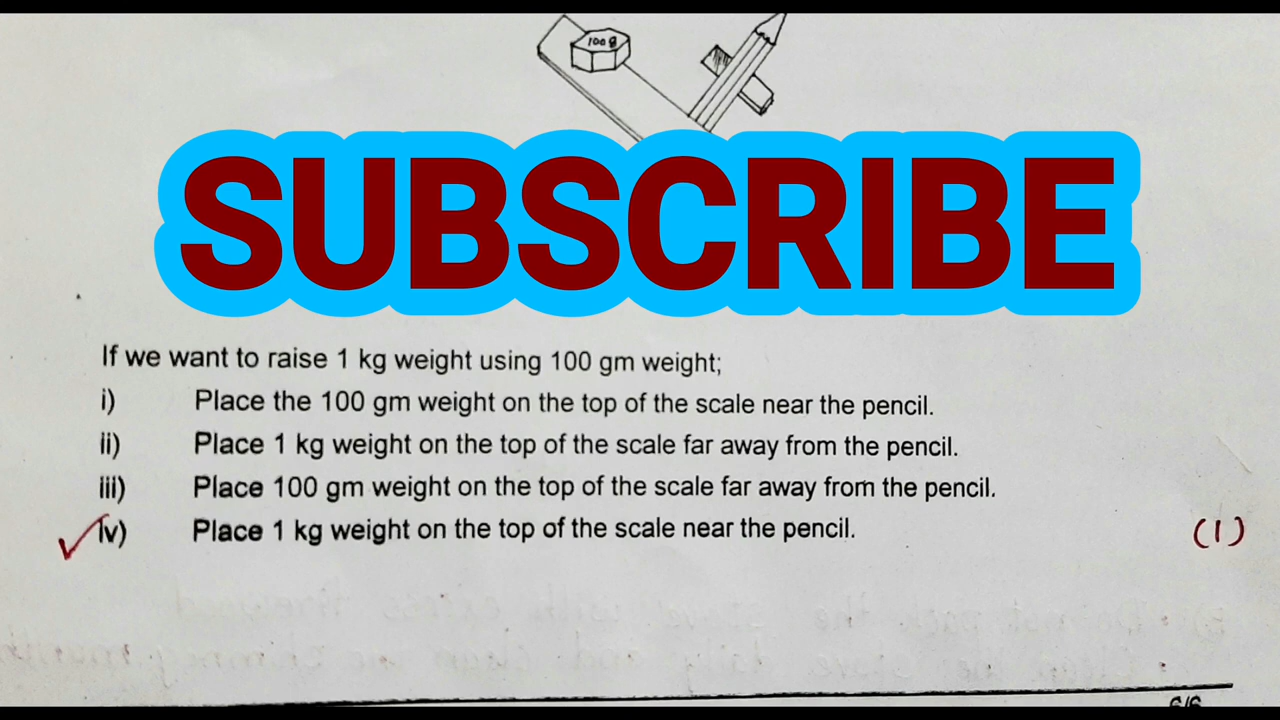 100 g
SUBSCRIBE
If we want to raise 1 kg weight using 100 gm weight;
i) Place the 100 gm weight on the top of the scale near the pencil.
ii) Place 1 kg weight on the top of the scale far away from the pencil.
iii) Place 100 gm weight on the top of the scale far away from the pencil.
iv) Place 1 kg weight on the top of the scale near the pencil.
(1)